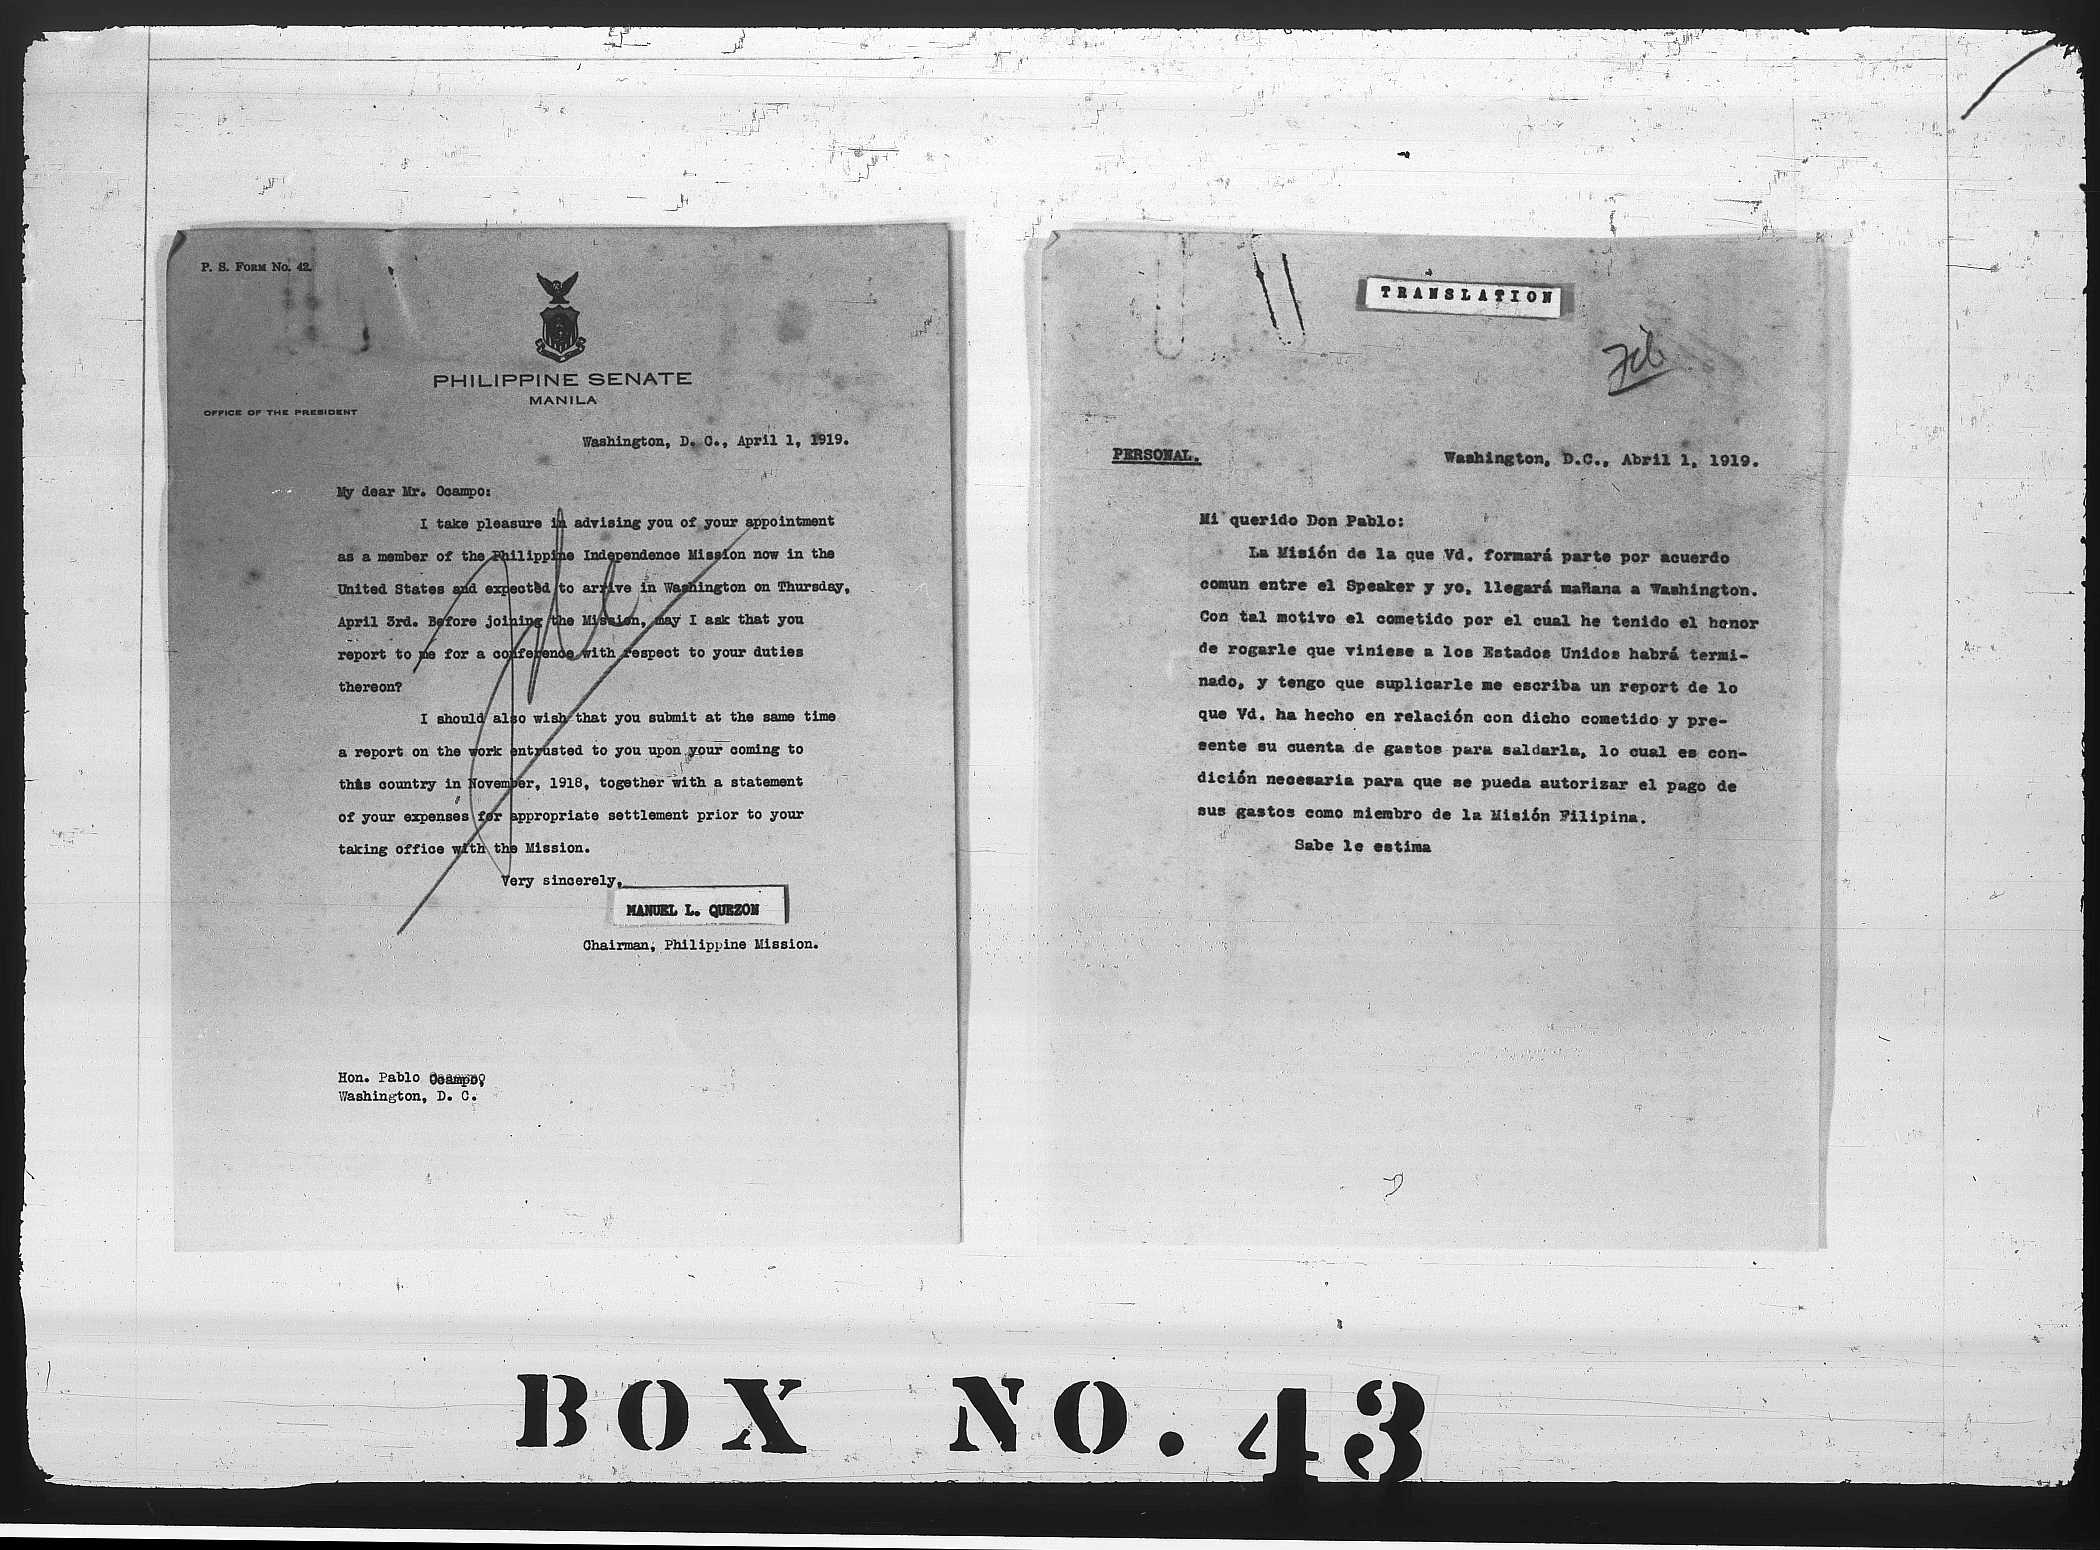 P. S. FORM No. 42.
PHILIPPINE SENATE
MANILA
OFFICE OF THE PRESIDENT
Washington, D. C., April 1, 1919.
My dear Mr. Ocampo:
I take pleasure in advising you of your appointment
as a member of the Philippine Independence Mission now in the
United States and expected to arrive in Washington on Thursday,
April 3rd. Before joining the Mission, may I ask that you
report to me for a conference with respect to your duties
thereon?
I should also wish that you submit at the same time
a report on the work entrusted to you upon your coming to
this country in November, 1918, together with a statement
of your expenses for appropriate settlement prior to your
taking office with the Mission.
Very sincerely,
MANUEL L. QUEZON
Chairman, Philippine Mission.
Hon. Pablo Ocampo,
Washington, D. C.
TRANSLATION
PERSONAL.
Washington, D.C., Abril 1, 1919.
Mi querido Don Pablo:
La Misión de la que Vd. formará parte por acuerdo
comun entre el Speaker y yo, llegará mañana a Washington.
Con tal motivo el cometido por el cual he tenido el honor
de rogarle que viniese a los Estados Unidos habrá termi-
nado, y tengo que suplicarle me escriba un report de lo
que Vd. ha hecho en relación con dicho cometido y pre-
sente su cuenta de gastos para saldarla, lo cual es con-
dición necesaria para que se pueda autorizar el pago de
sus gastos como miembro de la Misión Filipina.
Sabe le estima
BOX NO. 43